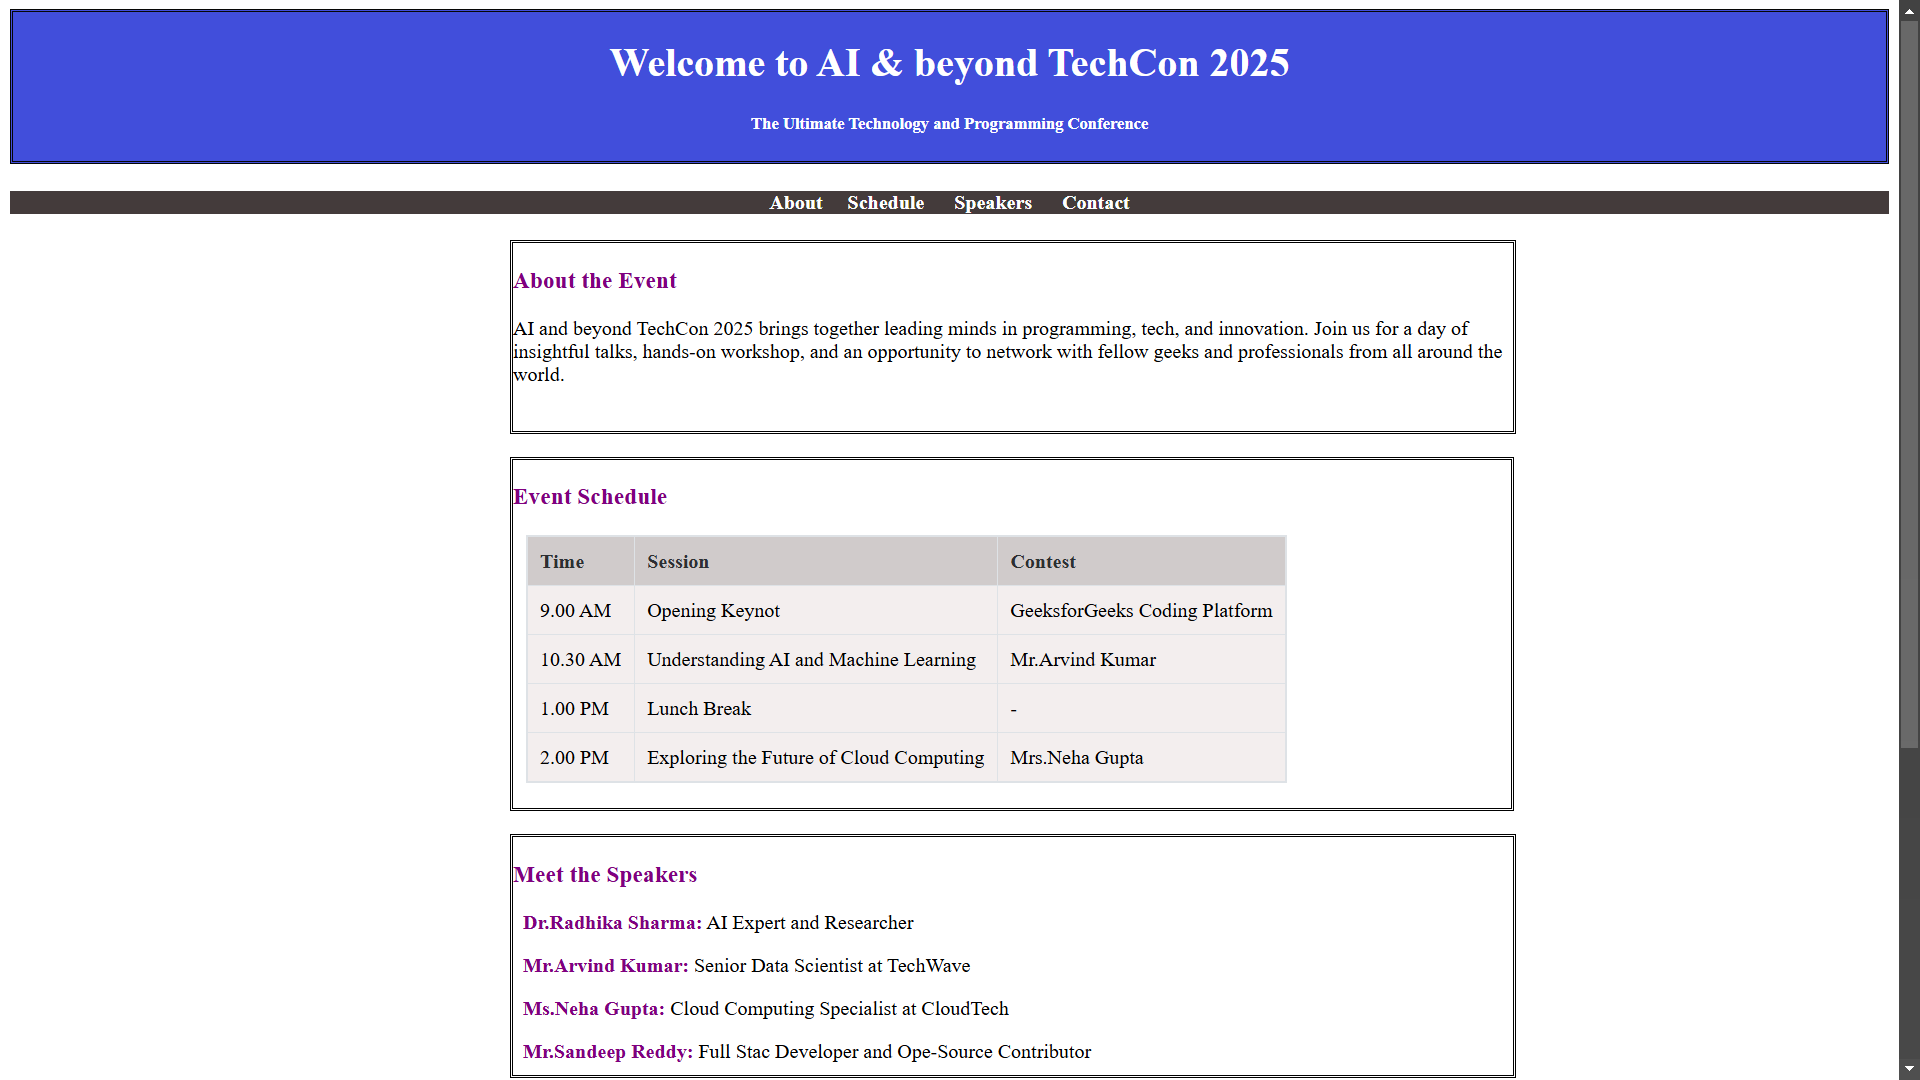 Welcome to AI & beyond TechCon 2025
The Ultimate Technology and Programming Conference
About Schedule Speakers Contact
About the Event
AI and beyond TechCon 2025 brings together leading minds in programming, tech, and innovation. Join us for a day of
insightful talks, hands-on workshop, and an opportunity to network with fellow geeks and professionals from all around the
world.
Event Schedule
Time Session Contest
9.00 AM Opening Keynot GeeksforGeeks Coding Platform
10.30 AM Understanding AI and Machine Learning Mr.Arvind Kumar
1.00 PM Lunch Break -
2.00 PM Exploring the Future of Cloud Computing Mrs.Neha Gupta
Meet the Speakers
Dr.Radhika Sharma: AI Expert and Researcher
Mr.Arvind Kumar: Senior Data Scientist at TechWave
Ms.Neha Gupta: Cloud Computing Specialist at CloudTech
Mr.Sandeep Reddy: Full Stac Developer and Ope-Source Contributor